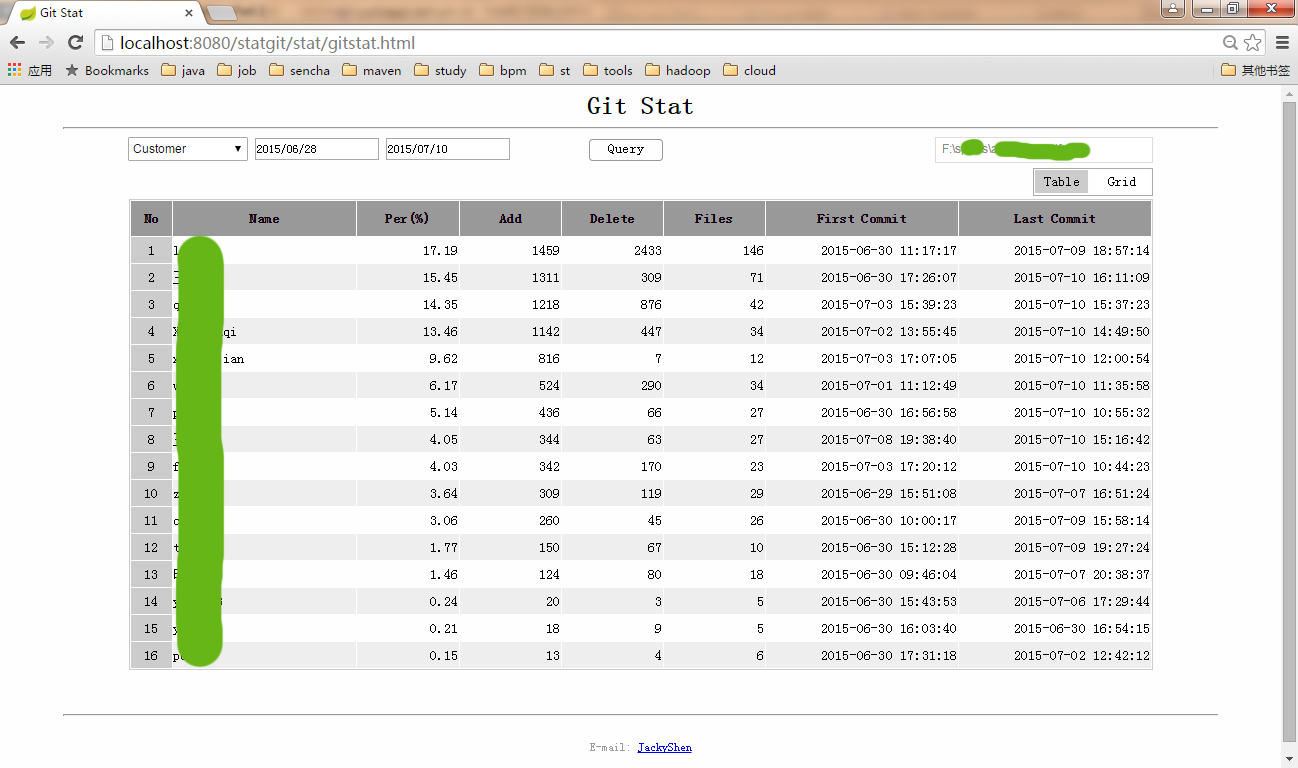 Git Stat
localhost:8080/statgit/stat/gitstat.html
应用 Bookmarks java job sencha maven study bpm st tools hadoop cloud 其他书签
Git Stat
Customer 2015/06/28 2015/07/10 Query F:\s
Table Grid
No Name Per(%) Add Delete Files First Commit Last Commit
1 17.19 1459 2433 146 2015-06-30 11:17:17 2015-07-09 18:57:14
2 15.45 1311 309 71 2015-06-30 17:26:07 2015-07-10 16:11:09
3 q 14.35 1218 876 42 2015-07-03 15:39:23 2015-07-10 15:37:23
4 X qi 13.46 1142 447 34 2015-07-02 13:55:45 2015-07-10 14:49:50
5 x ian 9.62 816 7 12 2015-07-03 17:07:05 2015-07-10 12:00:54
6 6.17 524 290 34 2015-07-01 11:12:49 2015-07-10 11:35:58
7 p 5.14 436 66 27 2015-06-30 16:56:58 2015-07-10 10:55:32
8 4.05 344 63 27 2015-07-08 19:38:40 2015-07-10 15:16:42
9 f 4.03 342 170 23 2015-07-03 17:20:12 2015-07-10 10:44:23
10 z 3.64 309 119 29 2015-06-29 15:51:08 2015-07-07 16:51:24
11 3.06 260 45 26 2015-06-30 10:00:17 2015-07-09 15:58:14
12 t 1.77 150 67 10 2015-06-30 15:12:28 2015-07-09 19:27:24
13 1.46 124 80 18 2015-06-30 09:46:04 2015-07-07 20:38:37
14 y 0.24 20 3 5 2015-06-30 15:43:53 2015-07-06 17:29:44
15 y 0.21 18 9 5 2015-06-30 16:03:40 2015-06-30 16:54:15
16 p 0.15 13 4 6 2015-06-30 17:31:18 2015-07-02 12:42:12
E-mail: JackyShen